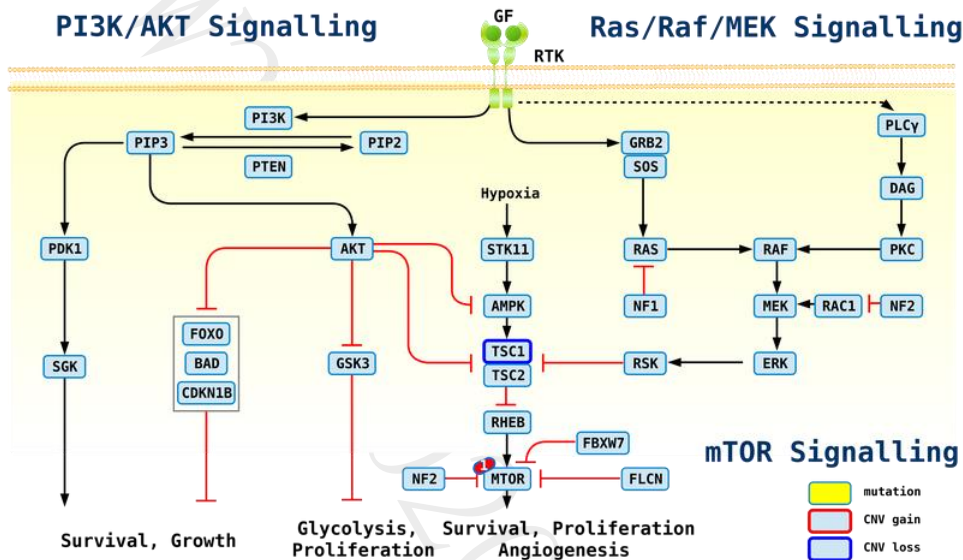 PI3K/AKT Signalling
GF
Ras/Raf/MEK Signalling
RTK
PI3K
PLCγ
PIP3
PIP2
GRB2
PTEN
SOS
DAG
Hypoxia
PDK1
AKT
STK11
RAS
RAF
PKC
AMPK
NF1
MEK
RAC1
NF2
FOXO
TSC1
BAD
GSK3
RSK
ERK
SGK
TSC2
CDKN1B
RHEB
FBXW7
mTOR Signalling
NF2
1
MTOR
FLCN
mutation
CNV gain
CNV loss
Survival, Growth
Glycolysis,
Proliferation
Survival, Proliferation
Angiogenesis